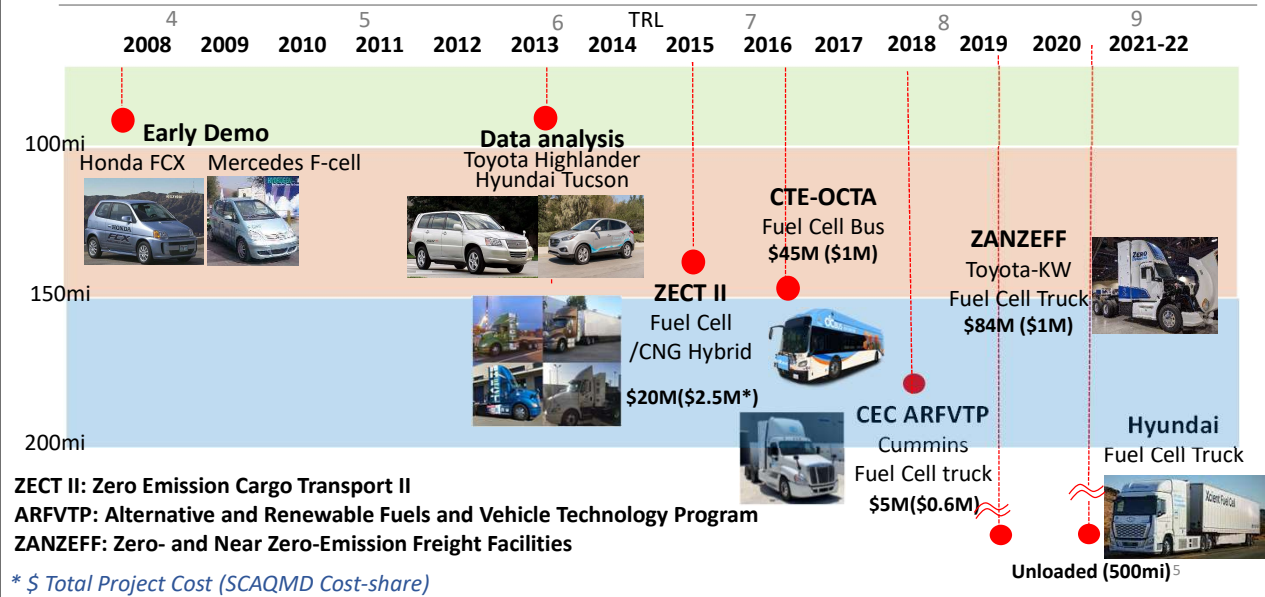 4 5 6 TRL 7 8 9
2008 2009 2010 2011 2012 2013 2014 2015 2016 2017 2018 2019 2020 2021-22
100mi
Early Demo
Honda FCX Mercedes F-cell
Data analysis
Toyota Highlander
Hyundai Tucson
150mi
ZECT II
Fuel Cell
/CNG Hybrid
$20M($2.5M*)
CTE-OCTA
Fuel Cell Bus
$45M ($1M)
ZANZEFF
Toyota-KW
Fuel Cell Truck
$84M ($1M)
200mi
CEC ARFVTP
Cummins
Fuel Cell truck
$5M($0.6M)
Hyundai
Fuel Cell Truck
Xcient Fuel Cell
Unloaded (500mi)
5
ZECT II: Zero Emission Cargo Transport II
ARFVTP: Alternative and Renewable Fuels and Vehicle Technology Program
ZANZEFF: Zero- and Near Zero-Emission Freight Facilities
* $ Total Project Cost (SCAQMD Cost-share)